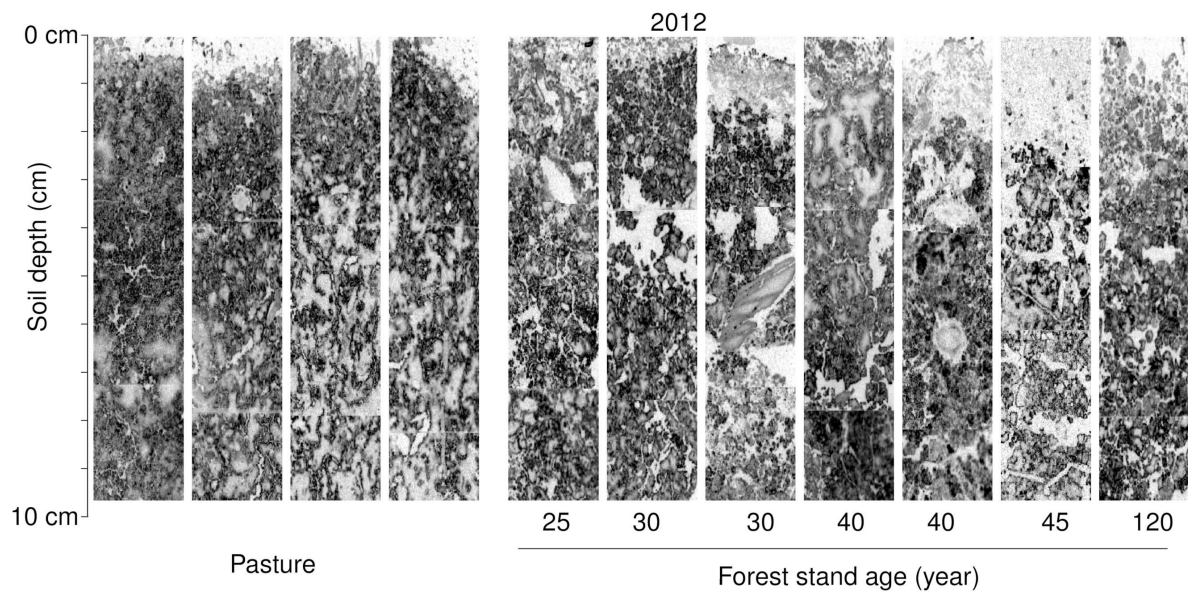 2012
0 cm
Soil depth (cm)
10 cm
25 30 30 40 40 45 120
Pasture
Forest stand age (year)